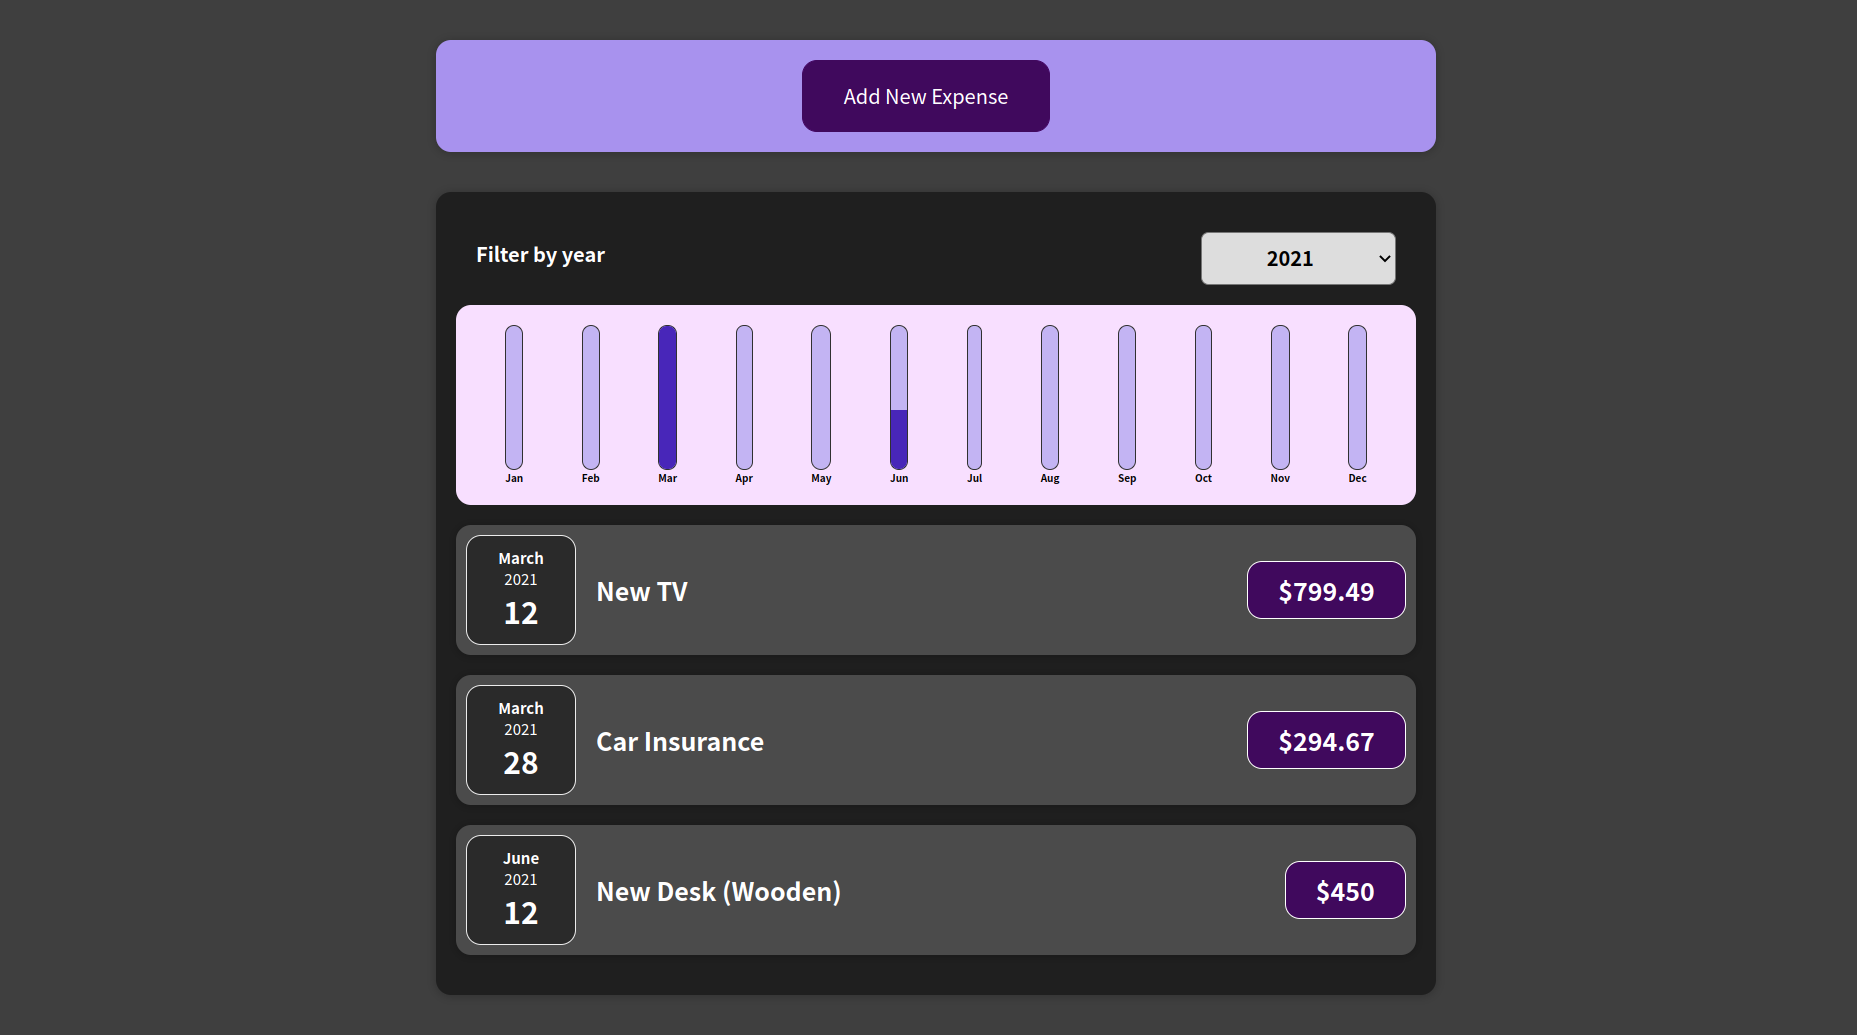 Add New Expense
Filter by year
2021
Jan Feb Mar Apr May Jun Jul Aug Sep Oct Nov Dec
March
2021
12
New TV
$799.49
March
2021
28
Car Insurance
$294.67
June
2021
12
New Desk (Wooden)
$450